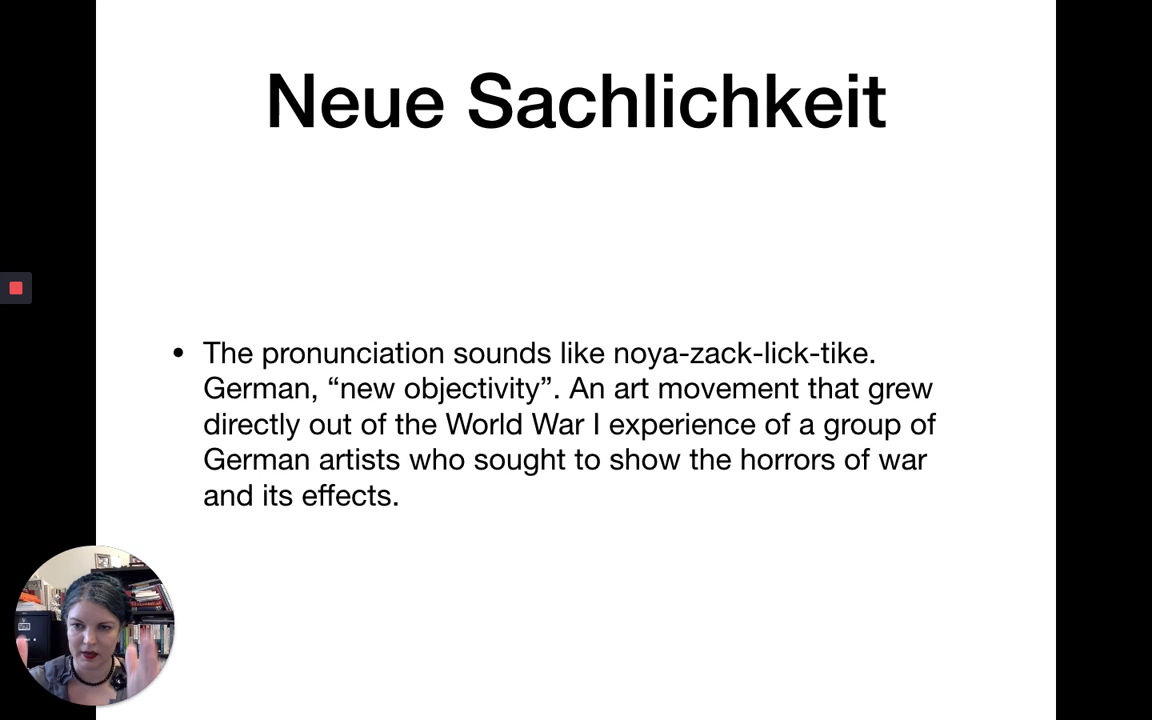 Neue Sachlichkeit
• The pronunciation sounds like noya-zack-lick-tike.
German, “new objectivity”. An art movement that grew
directly out of the World War I experience of a group of
German artists who sought to show the horrors of war
and its effects.